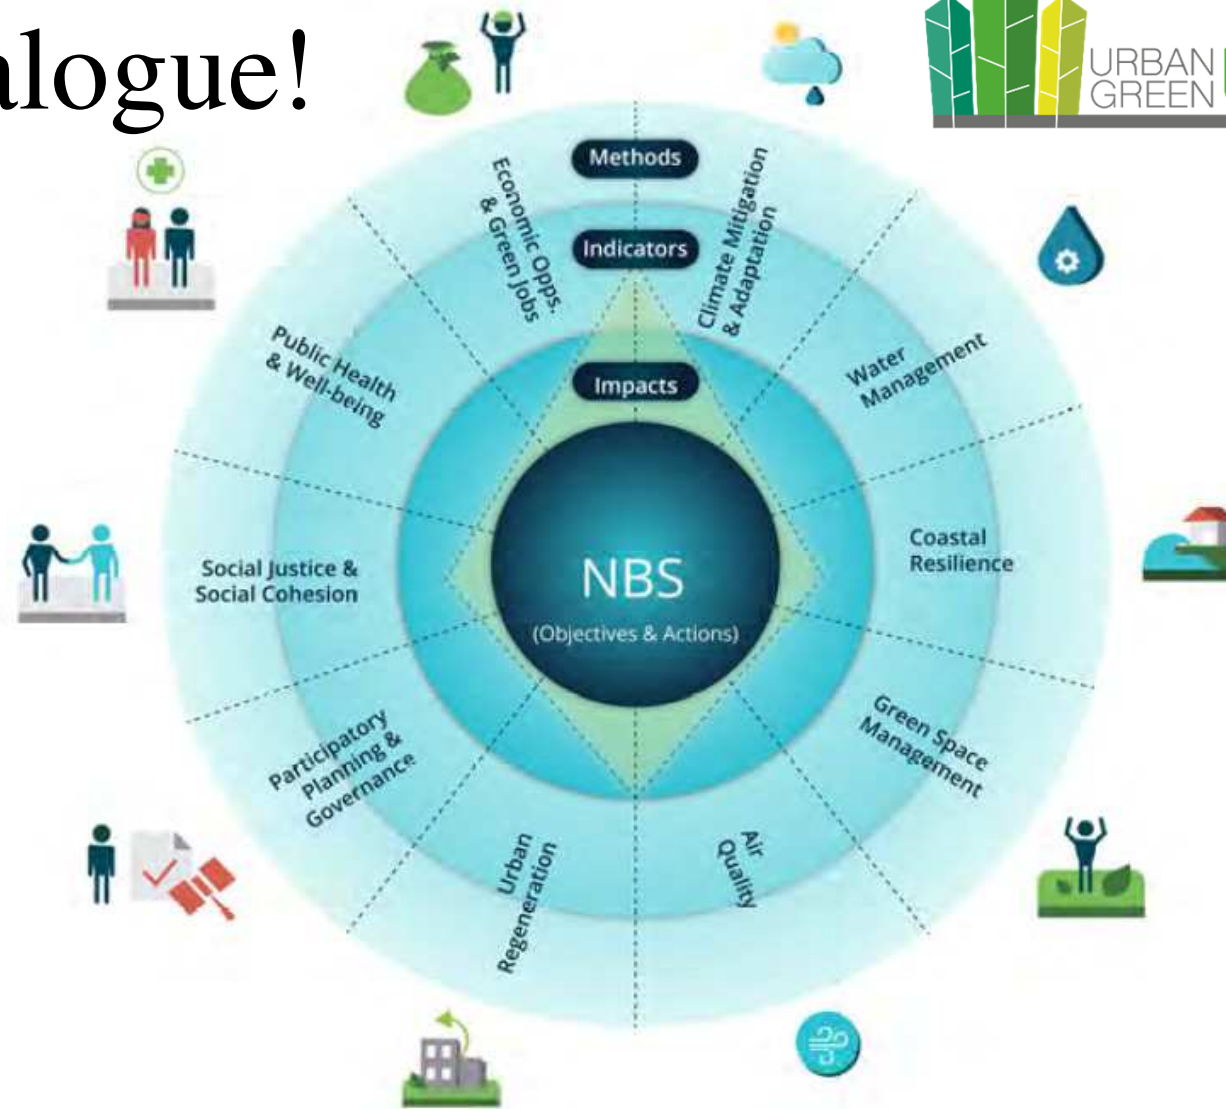 alogue!
URBAN
GREEN
Methods
Indicators
Impacts
NBS
(Objectives & Actions)
Economic Opps.
& Green Jobs
Climate Mitigation
& Adaptation
Water
Management
Coastal
Resilience
Green Space
Management
Air
Quality
Urban
Regeneration
Participatory
Planning &
Governance
Social Justice &
Social Cohesion
Public Health
& Well-being